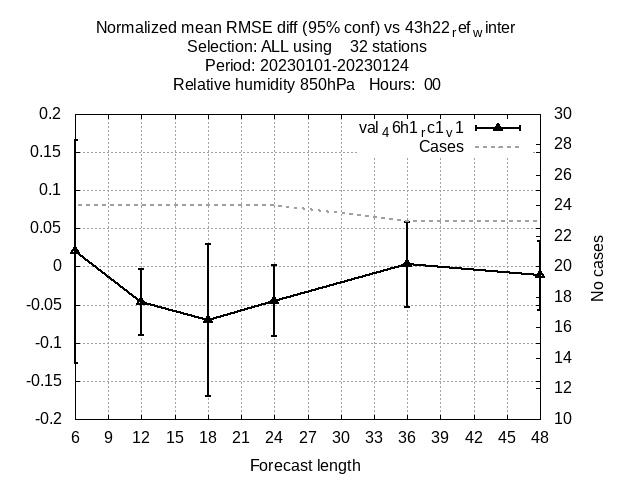 Normalized mean RMSE diff (95% conf) vs 43h22refwinter
Selection: ALL using 32 stations
Period: 20230101-20230124
Relative humidity 850hPa Hours: 00
val46h1rc1v1
Cases
0.2
0.15
0.1
0.05
0
-0.05
-0.1
-0.15
-0.2
30
28
26
24
22
20
18
16
14
12
10
No cases
6 9 12 15 18 21 24 27 30 33 36 39 42 45 48
Forecast length